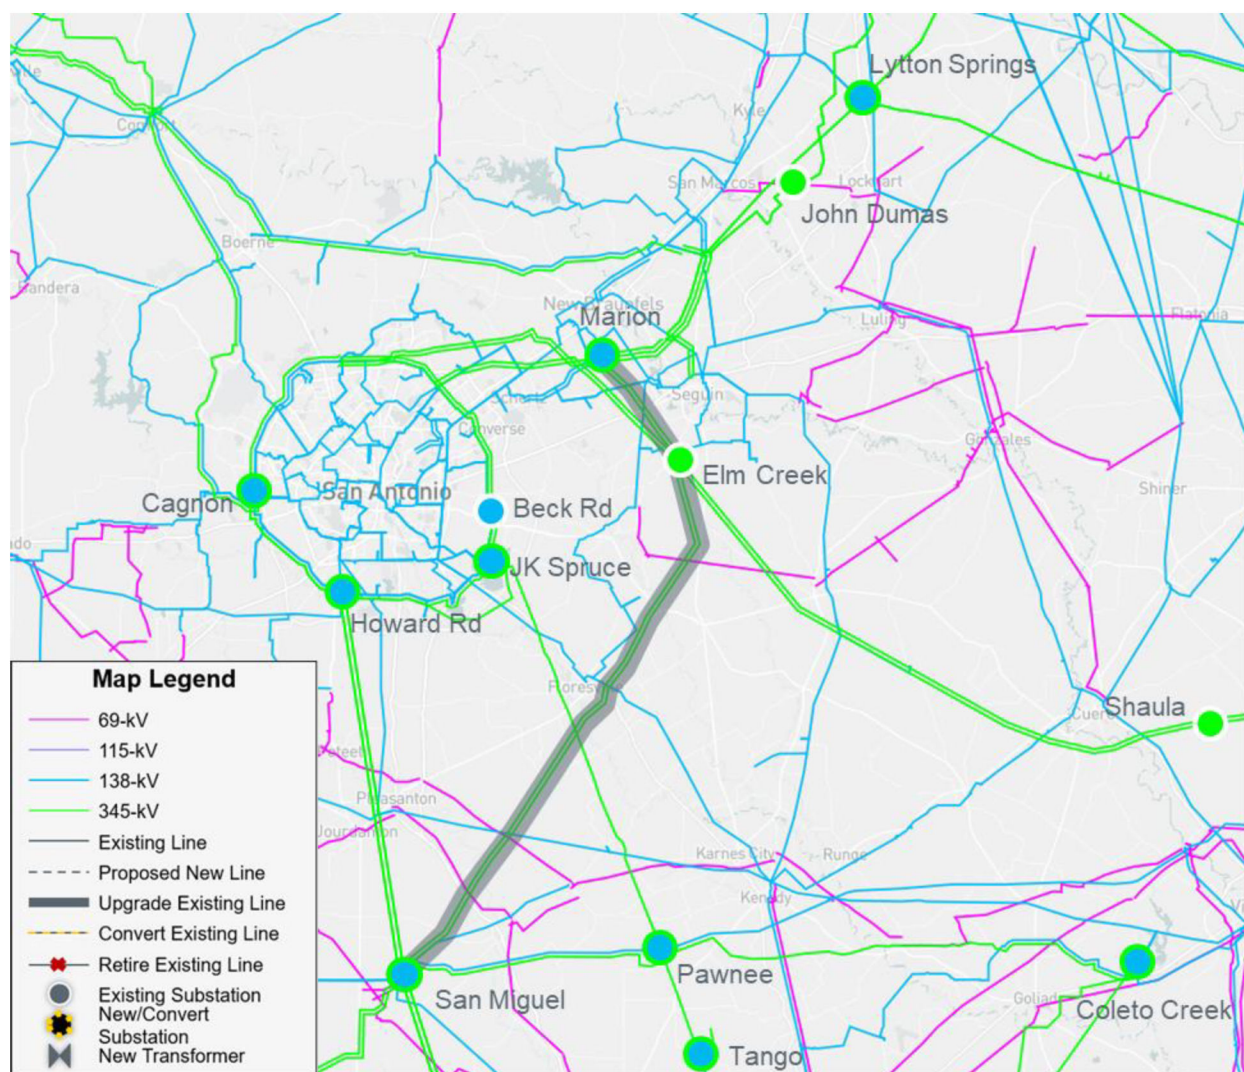 Lytton Springs
Kyle
Comfort
San Marcos
Lockhart
John Dumas
Boerne
Bandera
New Braunfels
Marion
Luling
Flatonia
Seguin
Schertz
Converse
Gonzales
Elm Creek
San Antonio
Cagnon
Beck Rd
Shiner
JK Spruce
Howard Rd
Floresville
Shaula
Cuero
Map Legend
69-kV
115-kV
138-kV
345-kV
Existing Line
Proposed New Line
Upgrade Existing Line
Convert Existing Line
Retire Existing Line
Existing Substation
New/Convert
Substation
New Transformer
Poteet
Pleasanton
Jourdanton
Karnes City
Runge
Kenedy
Pawnee
San Miguel
Goliad
Coleto Creek
Tango